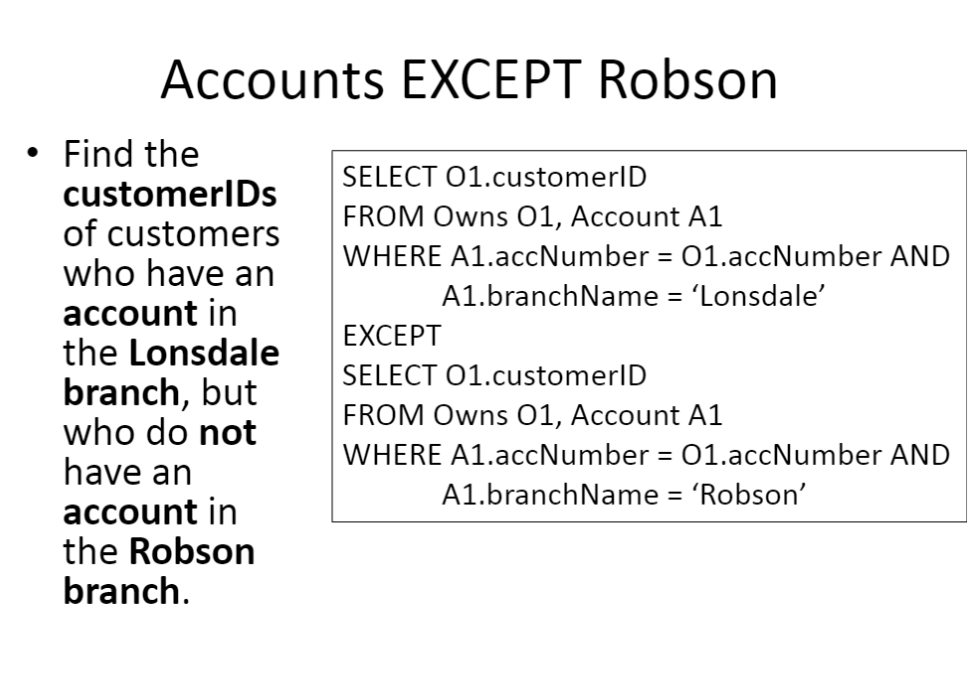 Accounts EXCEPT Robson
• Find the
customerIDs
of customers
who have an
account in
the Lonsdale
branch, but
who do not
have an
account in
the Robson
branch.
SELECT O1.customerID
FROM Owns O1, Account A1
WHERE A1.accNumber = O1.accNumber AND
A1.branchName = ‘Lonsdale’
EXCEPT
SELECT O1.customerID
FROM Owns O1, Account A1
WHERE A1.accNumber = O1.accNumber AND
A1.branchName = ‘Robson’